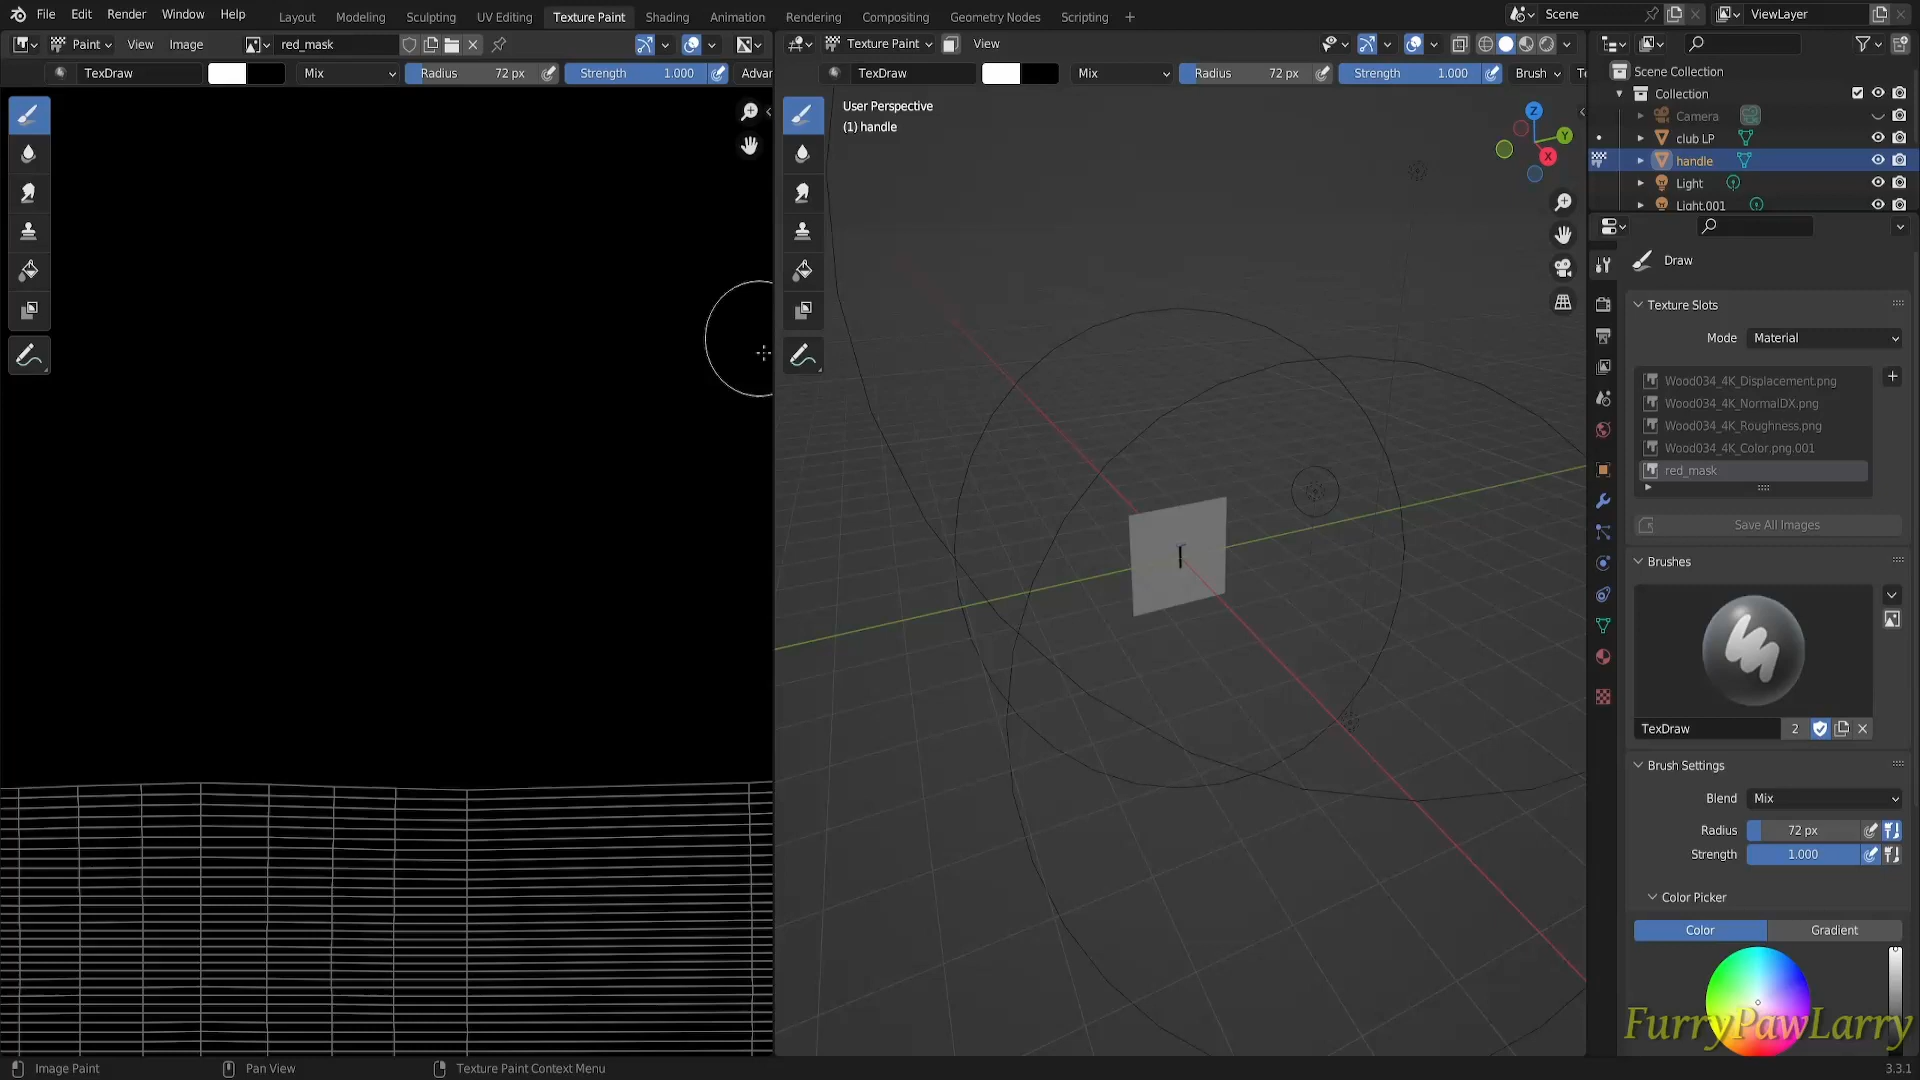 File Edit Render Window Help Layout Modeling Sculpting UV Editing Texture Paint Shading Animation Rendering Compositing Geometry Nodes Scripting + Scene ViewLayer
Paint View Image red_mask Texture Paint View
TexDraw Mix Radius 72 px Strength 1.000 Advar TexDraw Mix Radius 72 px Strength 1.000 Brush Te
User Perspective
(1) handle
Z
Y
X
Scene Collection
Collection
Camera
club LP
handle
Light
Light.001
Draw
Texture Slots
Mode Material
Wood034_4K_Displacement.png
Wood034_4K_NormalDX.png
Wood034_4K_Roughness.png
Wood034_4K_Color.png.001
red_mask
Save All Images
Brushes
TexDraw 2
Brush Settings
Blend Mix
Radius 72 px
Strength 1.000
Color Picker
Color Gradient
FurryPawLarry
Image Paint Pan View Texture Paint Context Menu 3.3.1